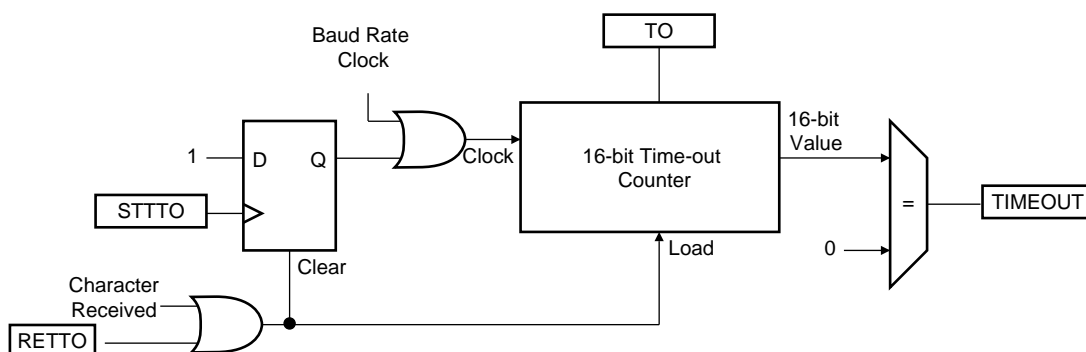 TO
Baud Rate
Clock
16-bit
Value
1
D
Q
Clock
16-bit Time-out
Counter
STTTO
=
TIMEOUT
Clear
Load
0
Character
Received
RETTO